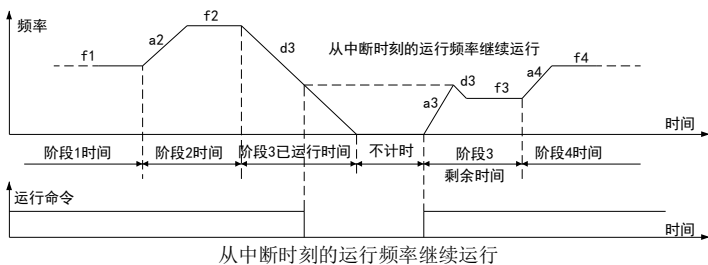 频率
f1
a2
f2
d3
从中断时刻的运行频率继续运行
a3
d3
f3
a4
f4
时间
阶段1时间
阶段2时间
阶段3已运行时间
不计时
阶段3
剩余时间
阶段4时间
运行命令
时间
从中断时刻的运行频率继续运行